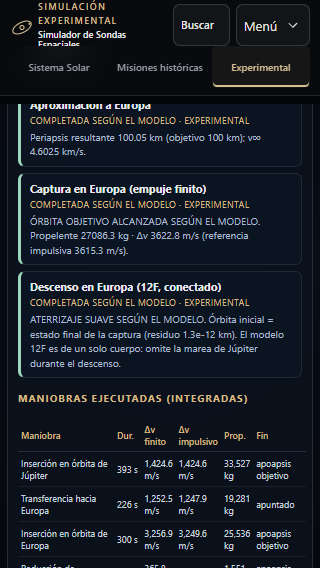 SIMULACIÓN
EXPERIMENTAL
Simulador de Sondas
Espaciales
Buscar
Menú
Sistema Solar
Misiones históricas
Experimental
Aproximación a Europa
COMPLETADA SEGÚN EL MODELO · EXPERIMENTAL
Periapsis resultante 100.05 km (objetivo 100 km); v∞
4.6025 km/s.
Captura en Europa (empuje finito)
COMPLETADA SEGÚN EL MODELO · EXPERIMENTAL
ÓRBITA OBJETIVO ALCANZADA SEGÚN EL MODELO.
Propelente 27086.3 kg · Δv 3622.8 m/s (referencia
impulsiva 3615.3 m/s).
Descenso en Europa (12F, conectado)
COMPLETADA SEGÚN EL MODELO · EXPERIMENTAL
ATERRIZAJE SUAVE SEGÚN EL MODELO. Órbita inicial =
estado final de la captura (residuo 1.3e-12 km). El modelo
12F es de un solo cuerpo: omite la marea de Júpiter
durante el descenso.
MANIOBRAS EJECUTADAS (INTEGRADAS)
Maniobra Dur. Δv finito Δv impulsivo Prop. Fin
Inserción en órbita de Júpiter 393 s 1,424.6 m/s 1,424.6 m/s 33,527 kg apoapsis objetivo
Transferencia hacia Europa 226 s 1,252.5 m/s 1,247.9 m/s 19,281 kg apuntado
Inserción en órbita de Europa 300 s 3,256.9 m/s 3,249.6 m/s 25,536 kg apoapsis objetivo
Reducción de 365.8 1,551